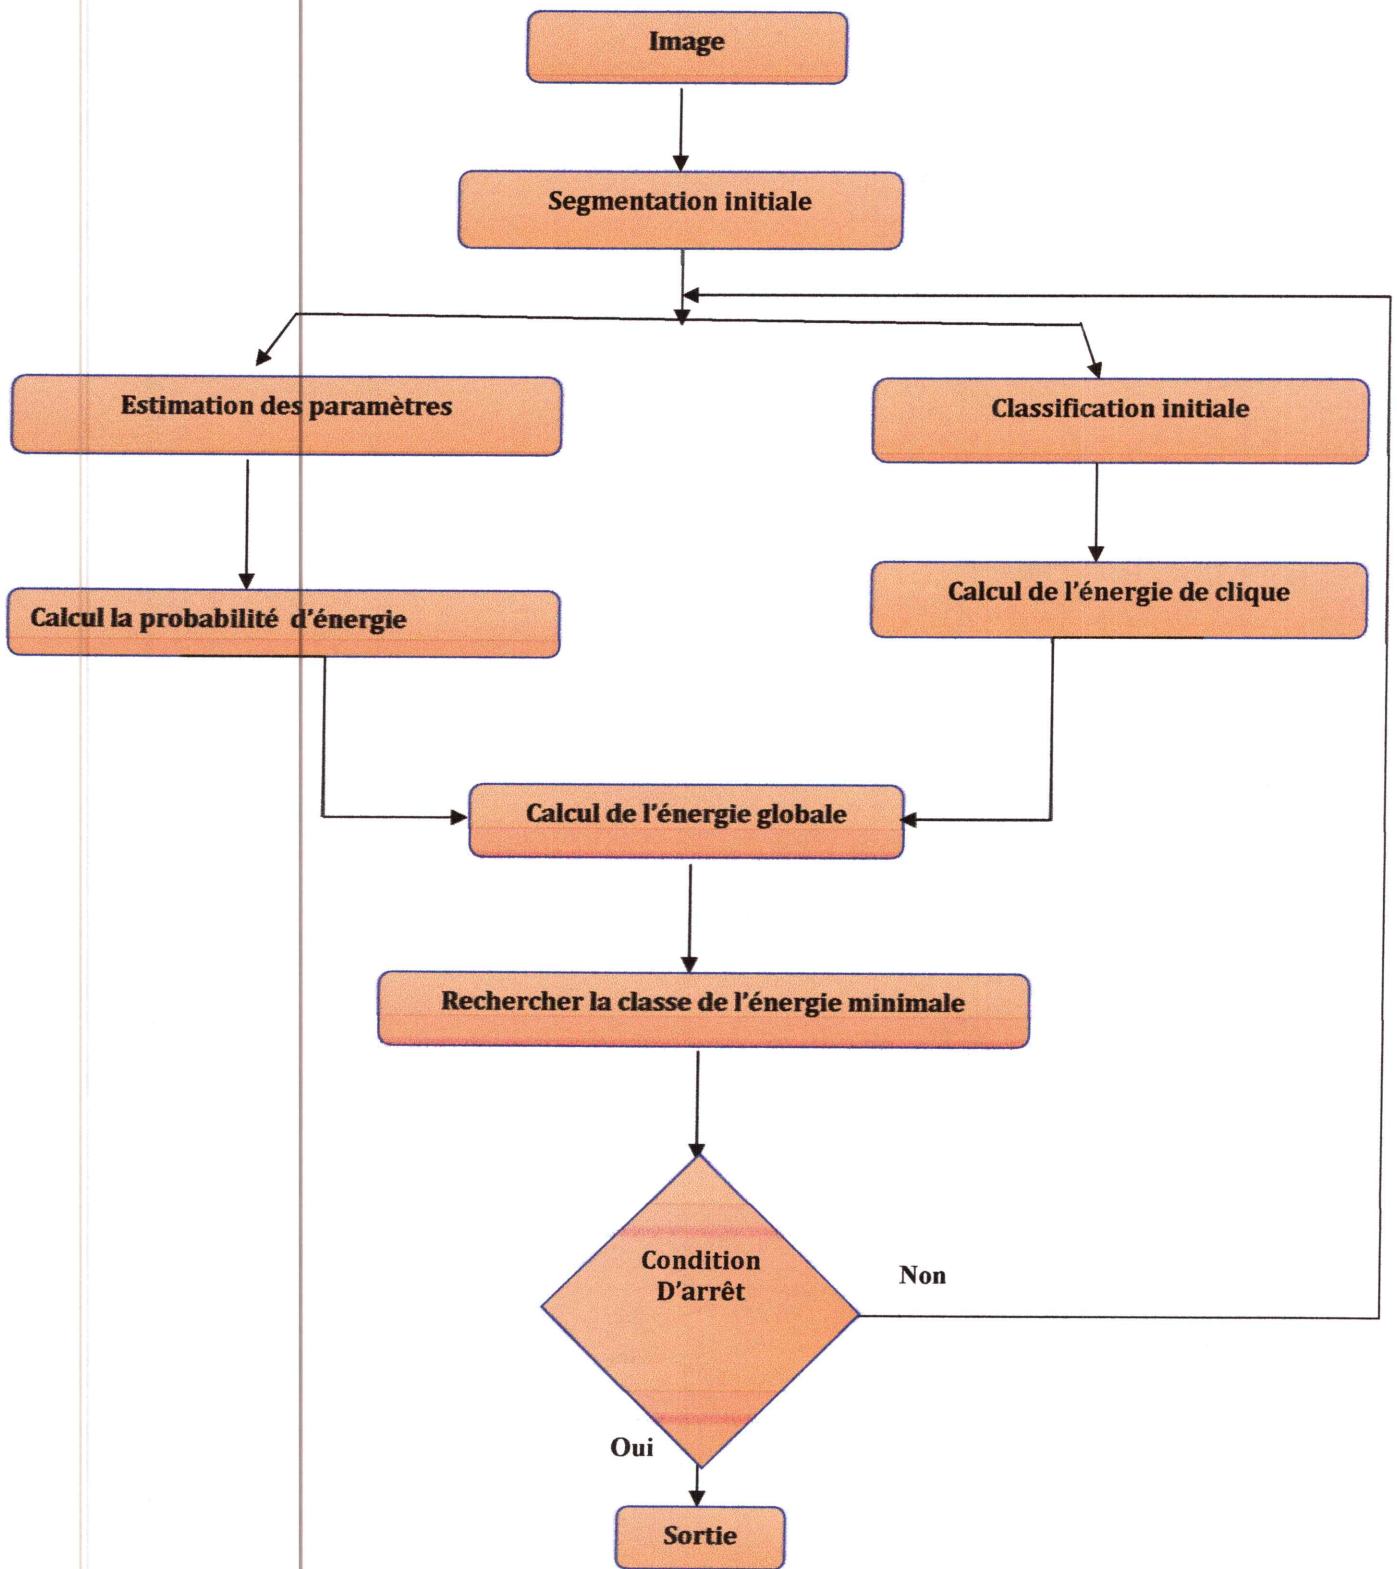 Image
Segmentation initiale
Estimation des paramètres
Classification initiale
Calcul la probabilité d'énergie
Calcul de l'énergie de clique
Calcul de l'énergie globale
Rechercher la classe de l'énergie minimale
Condition
D'arrêt
Non
Oui
Sortie